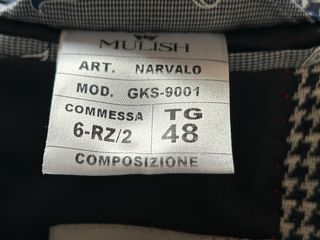 MULISH
ART. NARVALO
MOD. GKS-9001
COMMESSA TG
6-RZ/2 48
COMPOSIZIONE